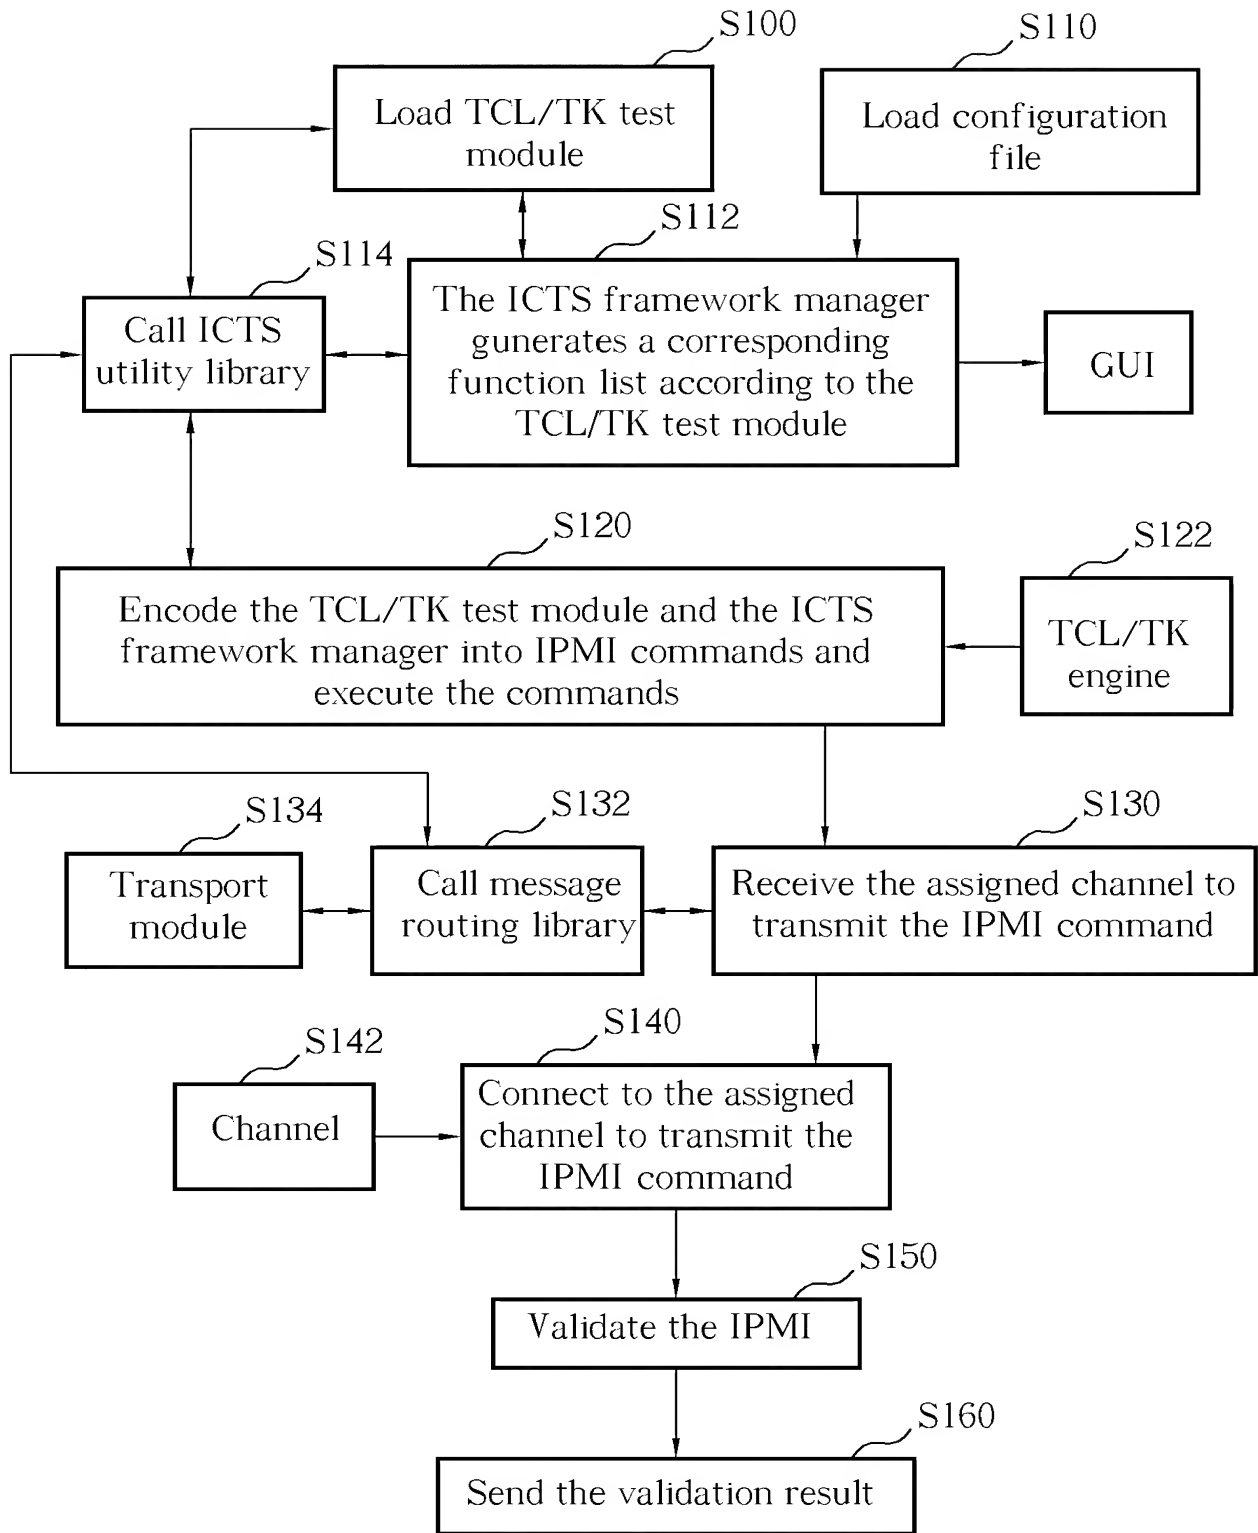 S100
S110
Load TCL/TK test
module
Load configuration
file
S112
S114
The ICTS framework manager
gunerates a corresponding
function list according to the
TCL/TK test module
Call ICTS
utility library
GUI
S120
S122
Encode the TCL/TK test module and the ICTS
framework manager into IPMI commands and
execute the commands
TCL/TK
engine
S134
S132
S130
Transport
module
Call message
routing library
Receive the assigned channel to
transmit the IPMI command
S142
S140
Channel
Connect to the assigned
channel to transmit the
IPMI command
S150
Validate the IPMI
S160
Send the validation result